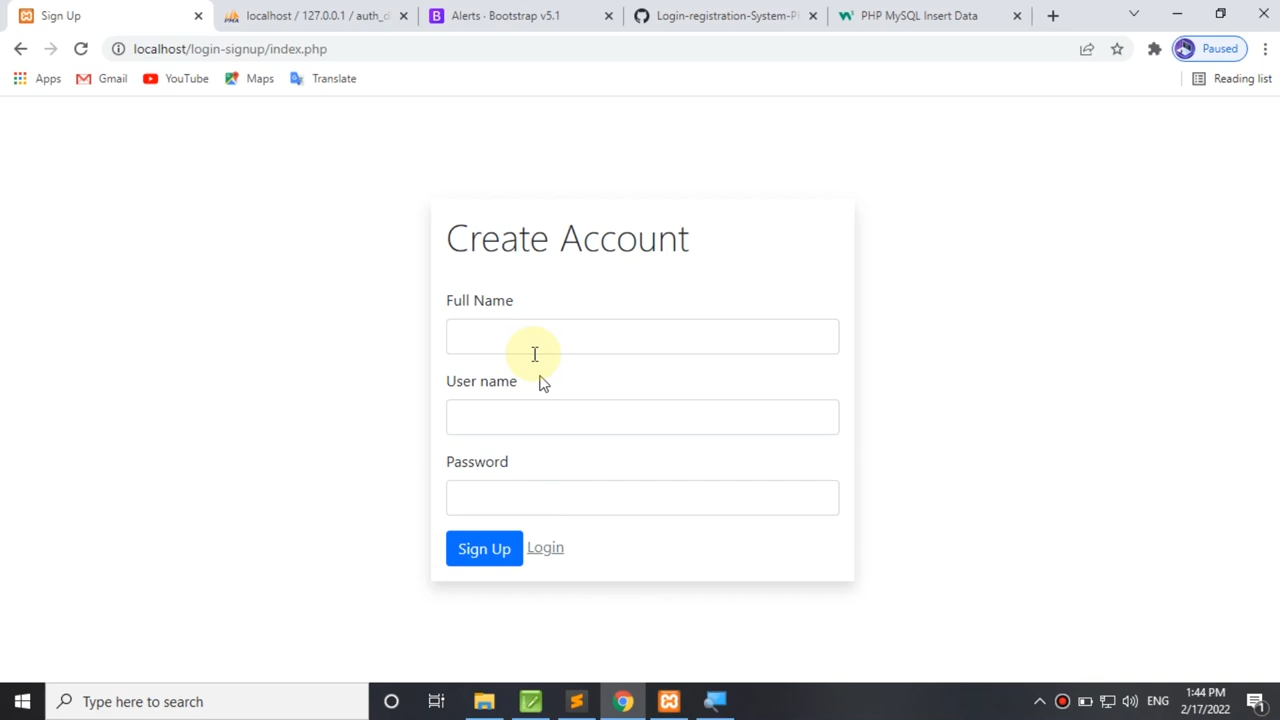 Sign Up
localhost / 127.0.0.1 / auth_d
Alerts · Bootstrap v5.1
Login-registration-System-P
PHP MySQL Insert Data
localhost/login-signup/index.php
Paused
Apps
Gmail
YouTube
Maps
Translate
Reading list
Create Account
Full Name
User name
Password
Sign Up Login
Type here to search
ENG
1:44 PM
2/17/2022
1